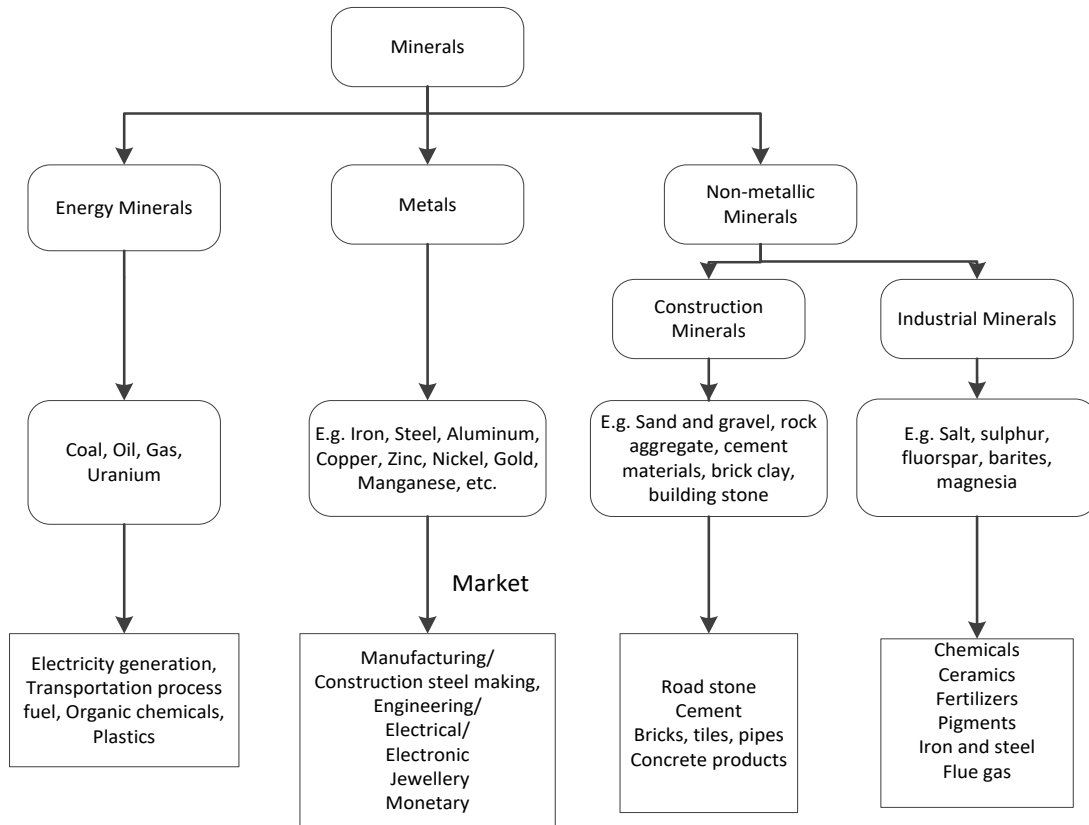 Minerals
Energy Minerals
Metals
Non-metallic
Minerals
Construction
Minerals
Industrial Minerals
Coal, Oil, Gas,
Uranium
E.g. Iron, Steel, Aluminum,
Copper, Zinc, Nickel, Gold,
Manganese, etc.
E.g. Sand and gravel, rock
aggregate, cement
materials, brick clay,
building stone
E.g. Salt, sulphur,
fluorspar, barites,
magnesia
Market
Electricity generation,
Transportation process
fuel, Organic chemicals,
Plastics
Manufacturing/
Construction steel making,
Engineering/
Electrical/
Electronic
Jewellery
Monetary
Road stone
Cement
Bricks, tiles, pipes
Concrete products
Chemicals
Ceramics
Fertilizers
Pigments
Iron and steel
Flue gas